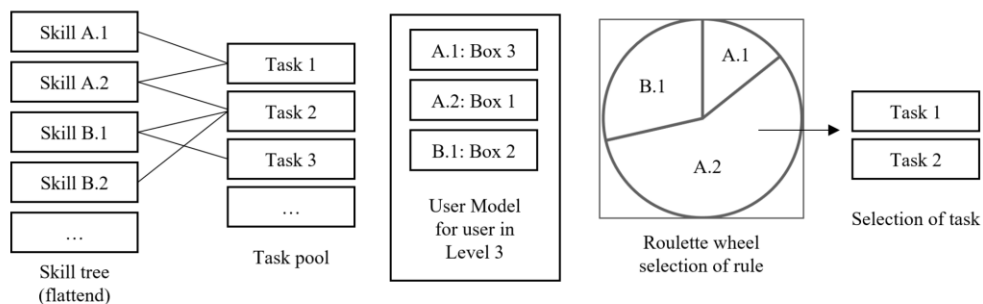 Skill A.1
Skill A.2
Skill B.1
Skill B.2
…
Skill tree
(flattend)
Task 1
Task 2
Task 3
…
Task pool
A.1: Box 3
A.2: Box 1
B.1: Box 2
User Model
for user in
Level 3
A.1
B.1
A.2
Roulette wheel
selection of rule
Task 1
Task 2
Selection of task